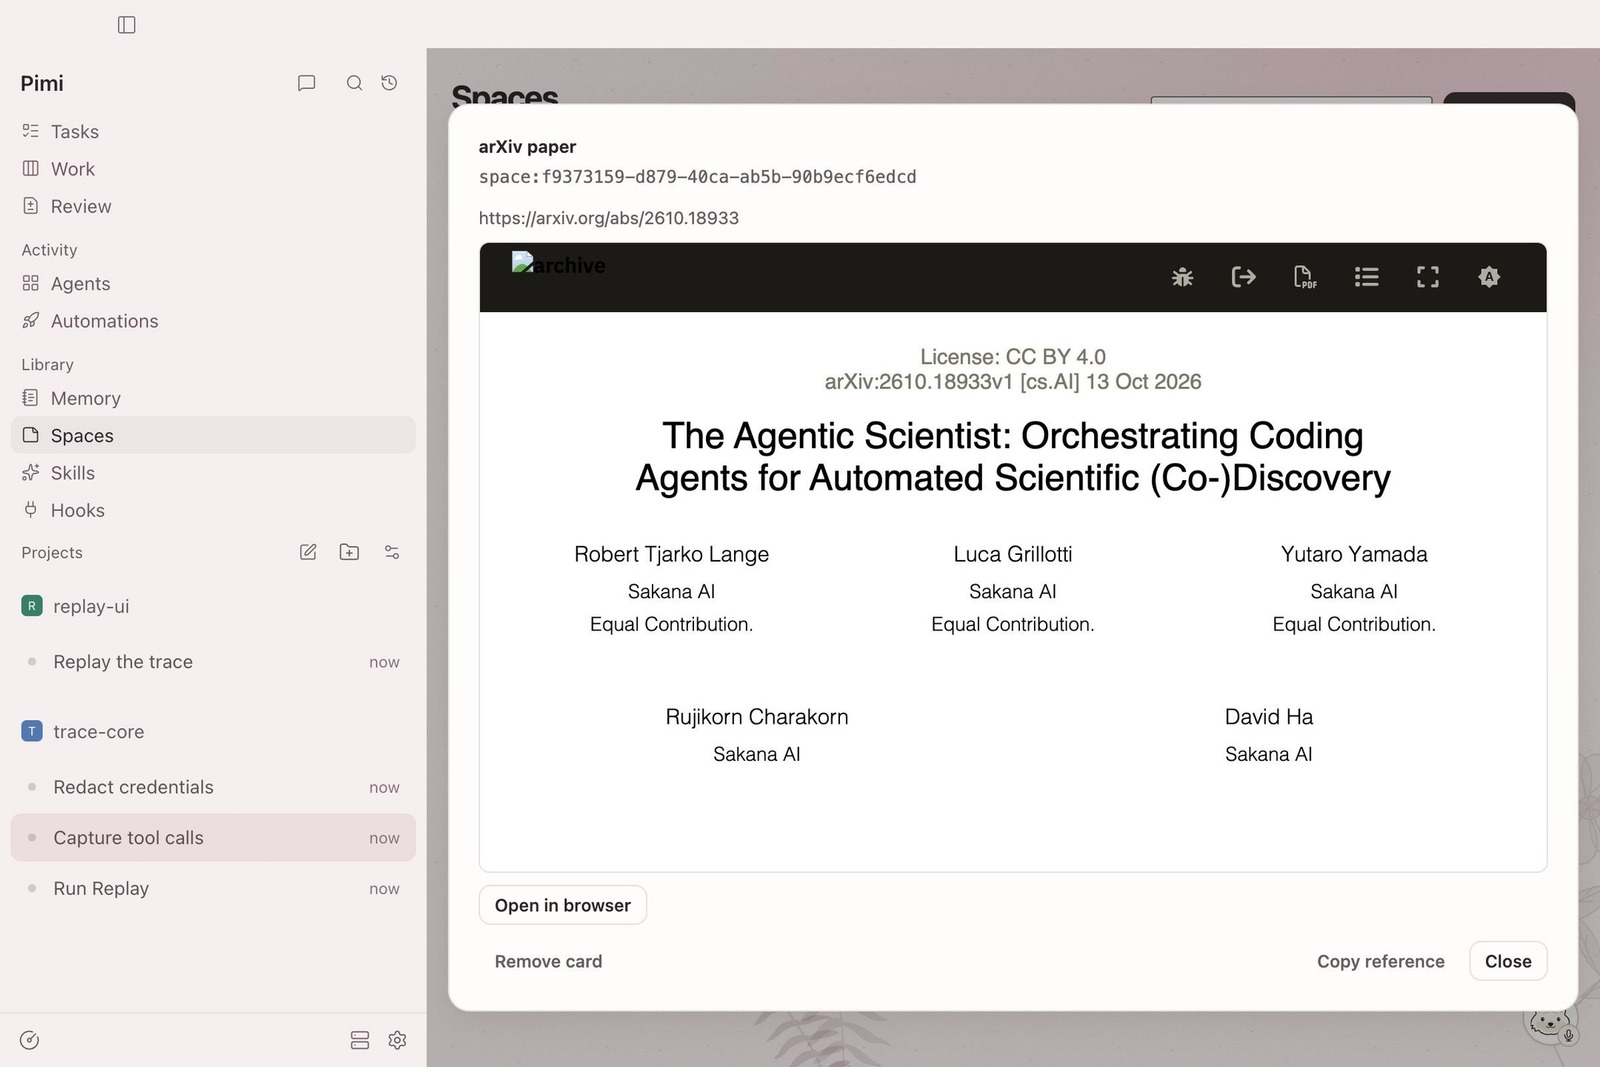 Pimi
Tasks
Work
Review
Activity
Agents
Automations
Library
Memory
Spaces
Skills
Hooks
Projects
R replay-ui
Replay the trace now
T trace-core
Redact credentials now
Capture tool calls now
Run Replay now
Spaces
arXiv paper
space:f9373159-d879-40ca-ab5b-90b9ecf6edcd
https://arxiv.org/abs/2610.18933
archive
PDF
A
License: CC BY 4.0
arXiv:2610.18933v1 [cs.AI] 13 Oct 2026
The Agentic Scientist: Orchestrating Coding
Agents for Automated Scientific (Co-)Discovery
Robert Tjarko Lange Luca Grillotti Yutaro Yamada
Sakana AI Sakana AI Sakana AI
Equal Contribution. Equal Contribution. Equal Contribution.
Rujikorn Charakorn David Ha
Sakana AI Sakana AI
Open in browser
Remove card Copy reference Close